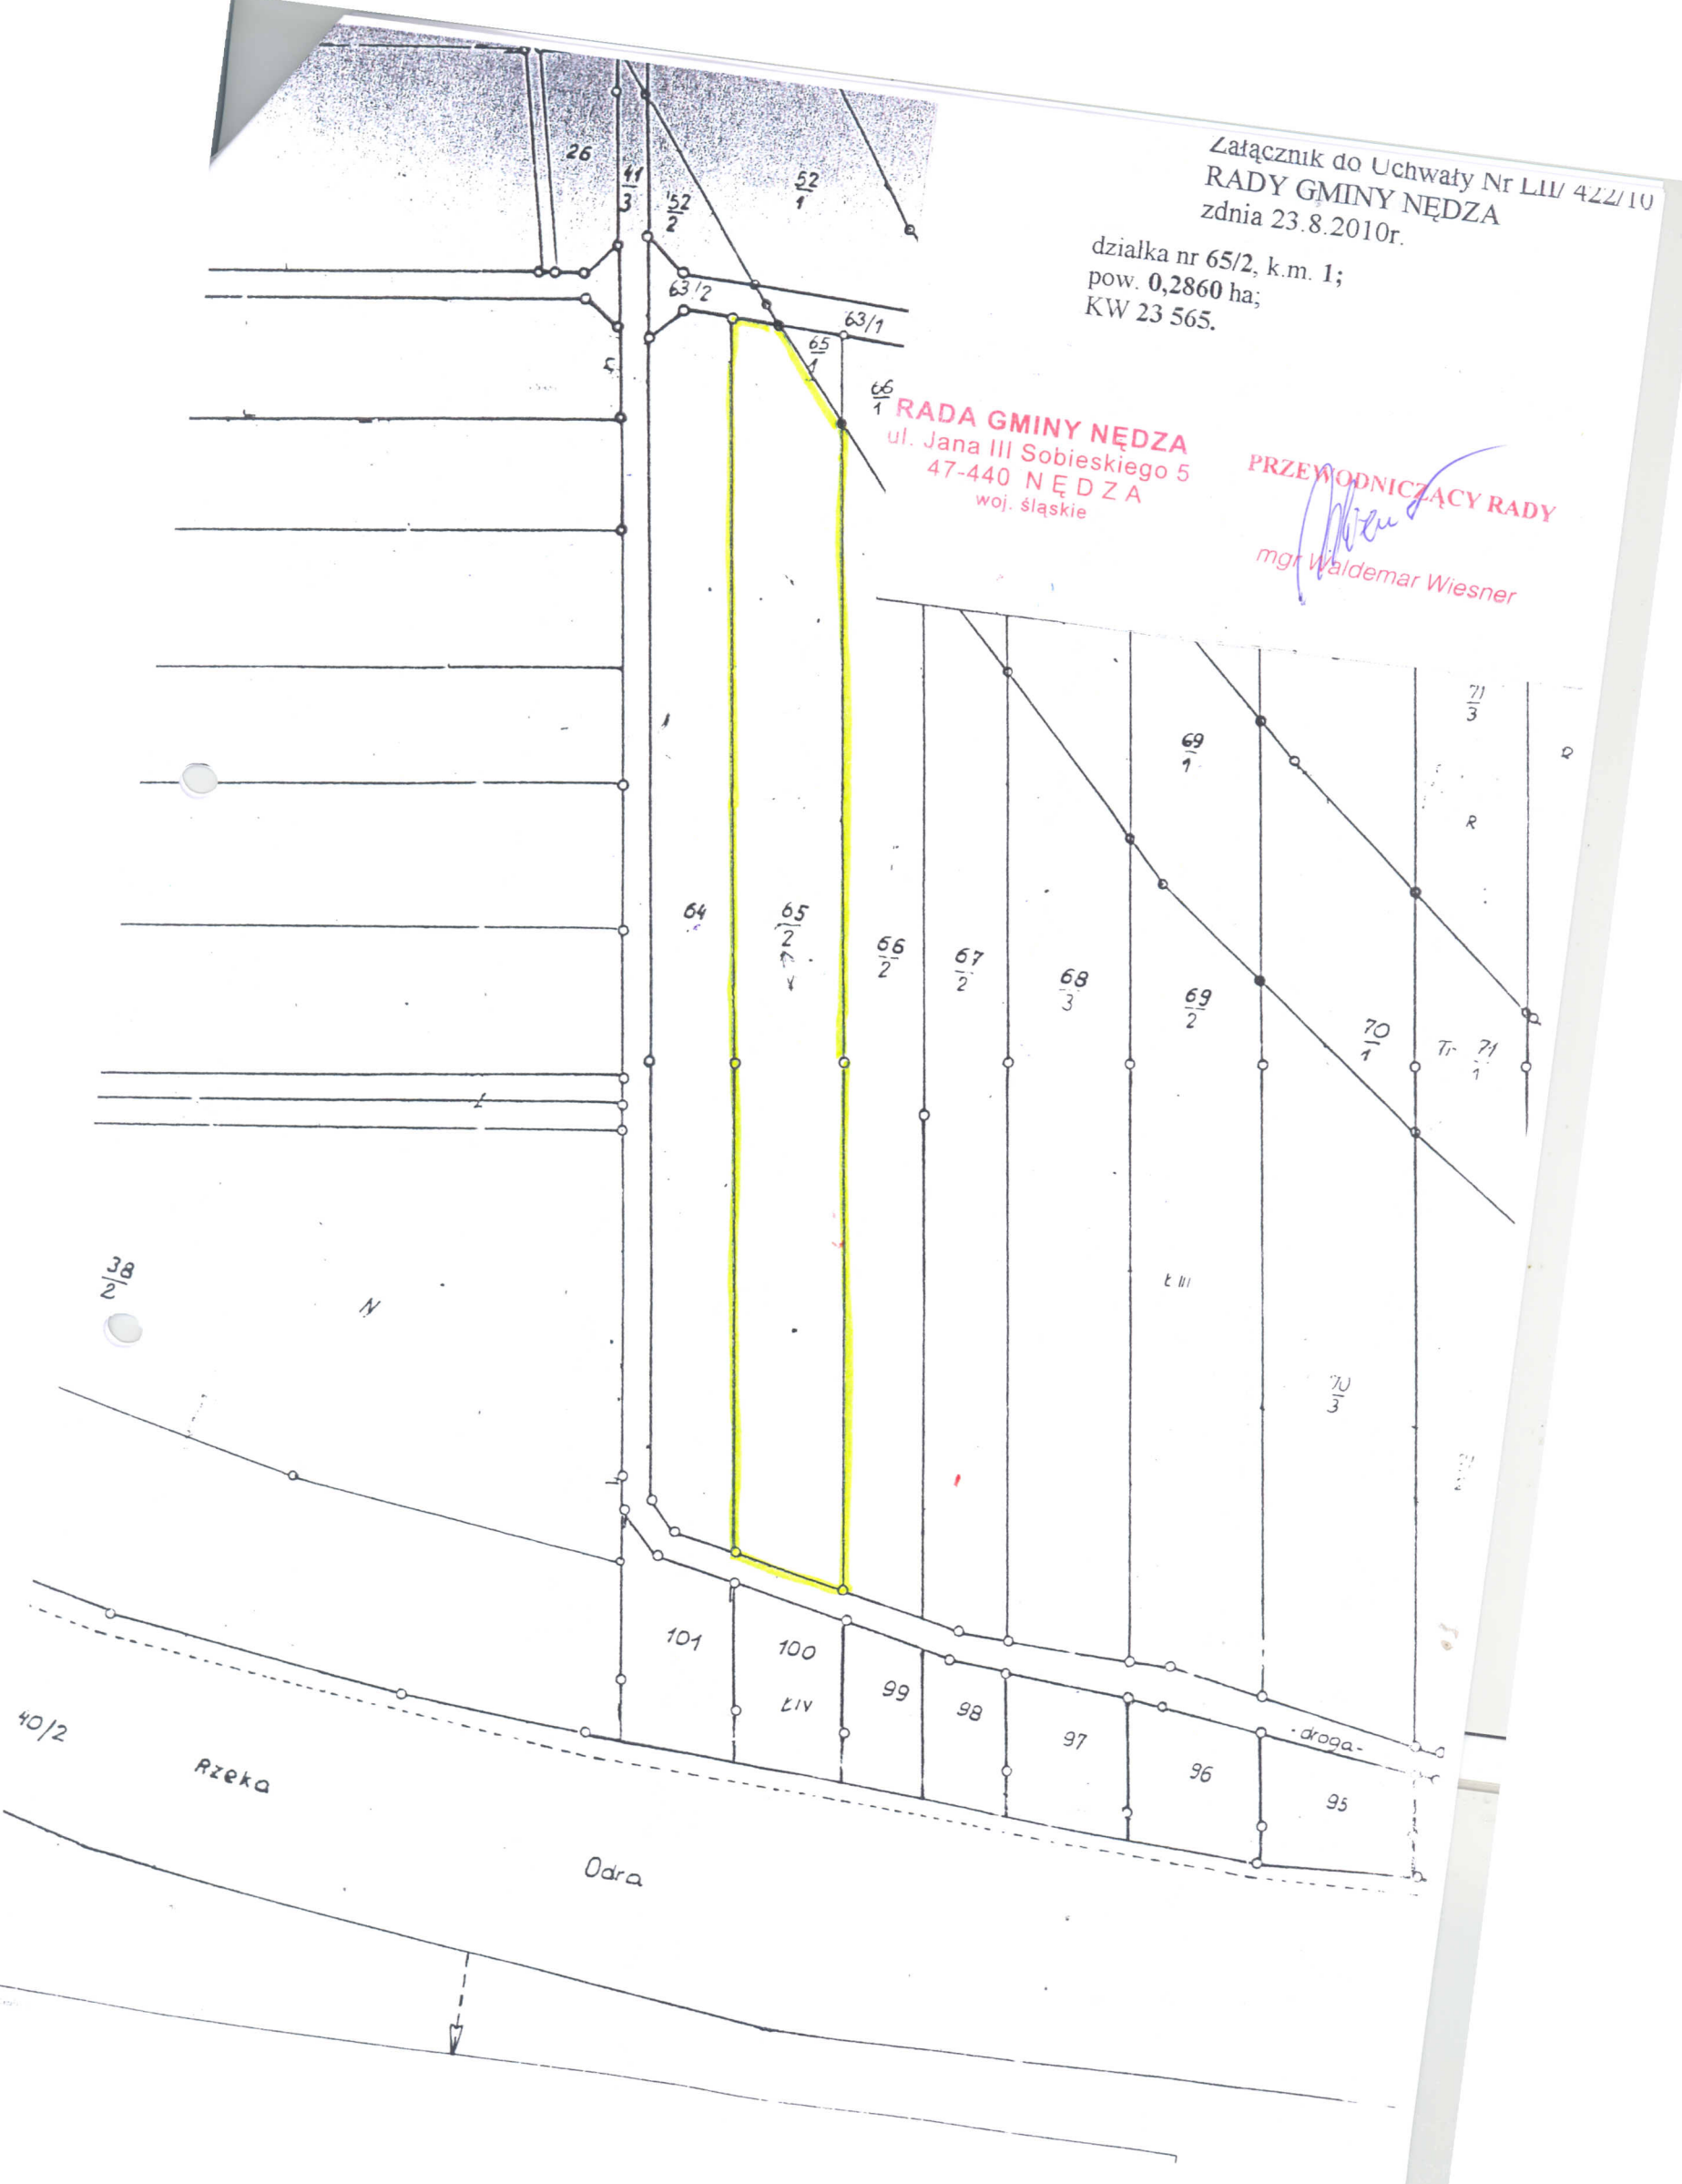 Załącznik do Uchwały Nr LII/ 422/10
RADY GMINY NĘDZA
zdnia 23.8.2010r.
działka nr 65/2, k.m. 1;
pow. 0,2860 ha;
KW 23 565.
RADA GMINY NĘDZA
ul. Jana III Sobieskiego 5
47-440 NĘDZA
woj. śląskie
PRZEWODNICZĄCY RADY
mgr Waldemar Wiesner
26
41/3
52/2
52/1
63/2
63/1
65/1
66/1
71/3
69/1
R
R
64
65/2
66/2
67/2
68/3
69/2
70/1
Tr 71/1
38/2
N
Ł III
70/3
101
100
ŁIV
99
98
97
96
95
-droga-
40/2
Rzeka
Odra